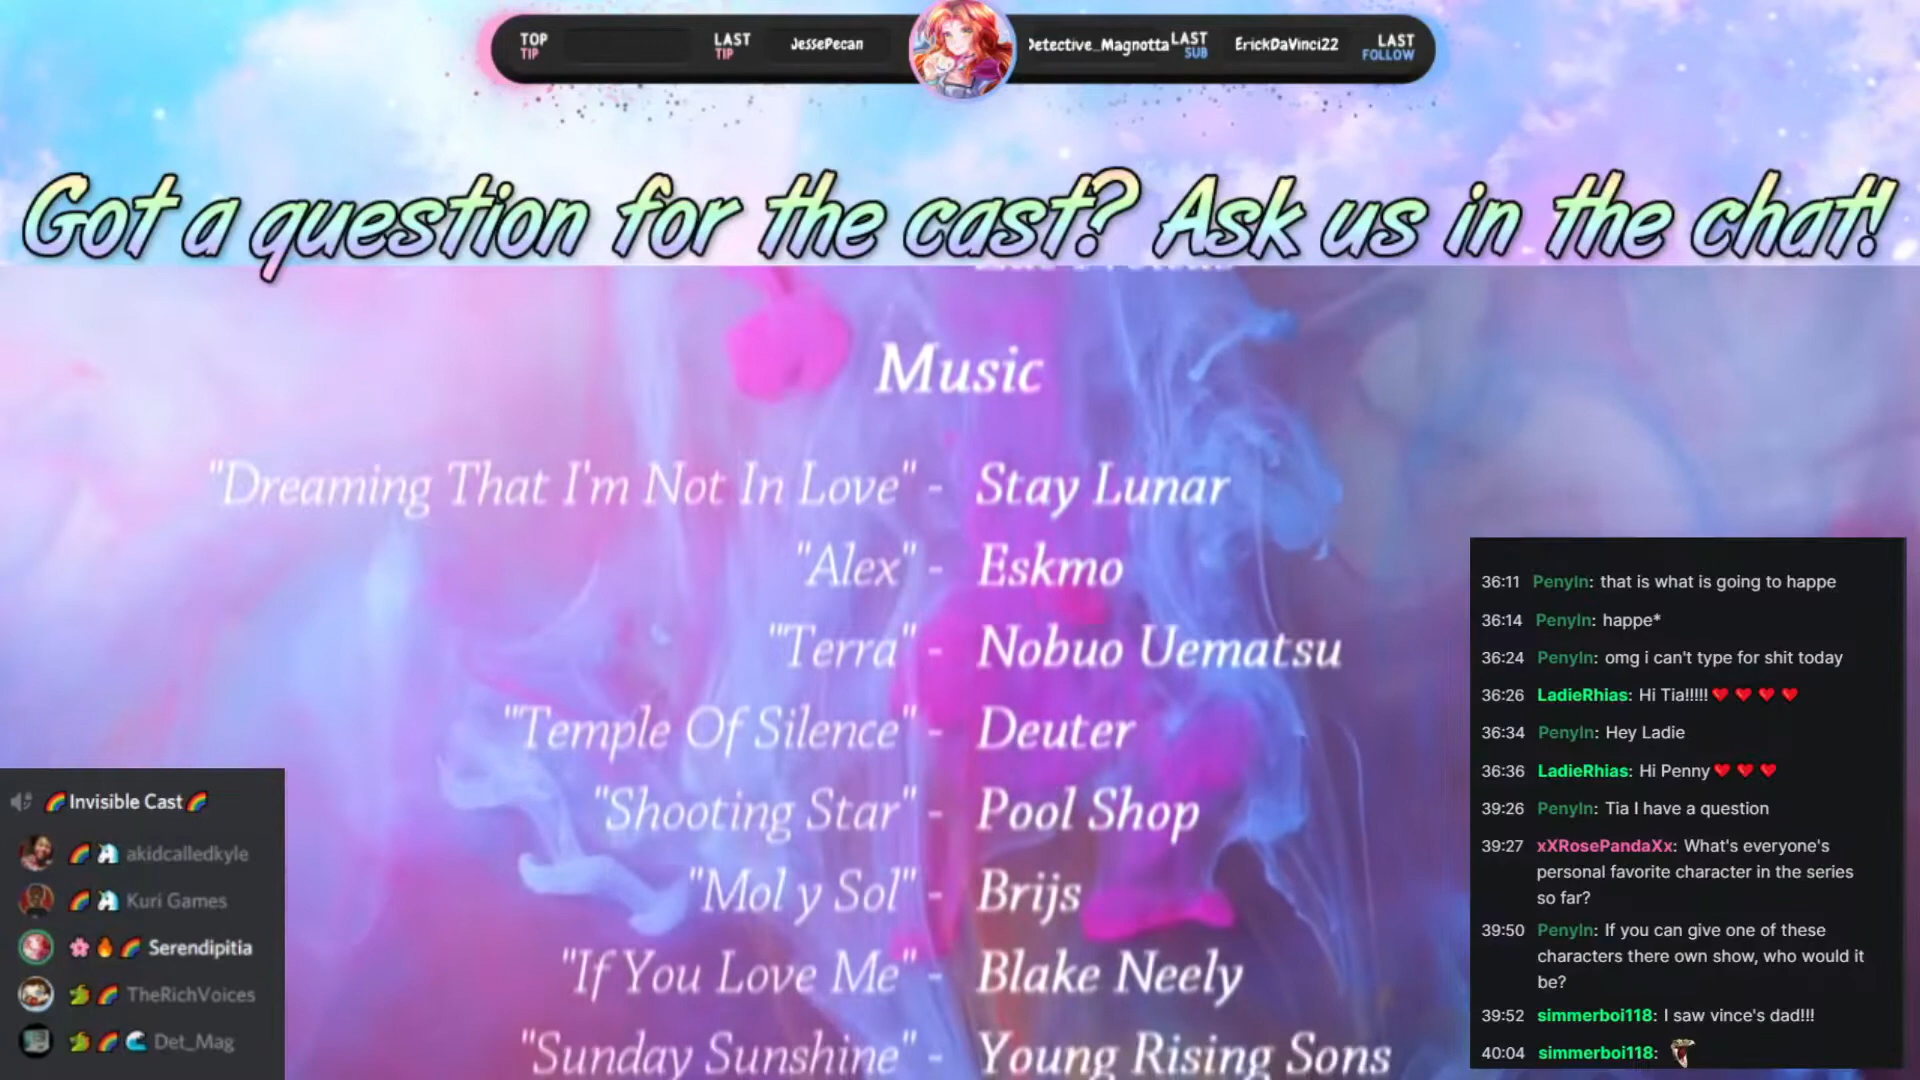 TOP
TIP
LAST
TIP
JessePecan
Detective_Magnotta
LAST
SUB
ErickDaVinci22
LAST
FOLLOW
Got a question for the cast? Ask us in the chat!
Music
"Dreaming That I'm Not In Love" - Stay Lunar
"Alex" - Eskmo
"Terra" - Nobuo Uematsu
"Temple Of Silence" - Deuter
"Shooting Star" - Pool Shop
"Mol y Sol" - Brijs
"If You Love Me" - Blake Neely
"Sunday Sunshine" - Young Rising Sons
🌈Invisible Cast🌈
🌈🦄 akidcalledkyle
🌈🦄 Kuri Games
🌸🔥🌈 Serendipitia
🐲🌈 TheRichVoices
🐲🌈🌊 Det_Mag
36:11 PenyIn: that is what is going to happe
36:14 PenyIn: happe*
36:24 PenyIn: omg i can't type for shit today
36:26 LadieRhias: Hi Tia!!!!!❤❤❤❤
36:34 PenyIn: Hey Ladie
36:36 LadieRhias: Hi Penny❤❤❤
39:26 PenyIn: Tia I have a question
39:27 xXRosePandaXx: What's everyone's
personal favorite character in the series
so far?
39:50 PenyIn: If you can give one of these
characters there own show, who would it
be?
39:52 simmerboi118: I saw vince's dad!!!
40:04 simmerboi118: